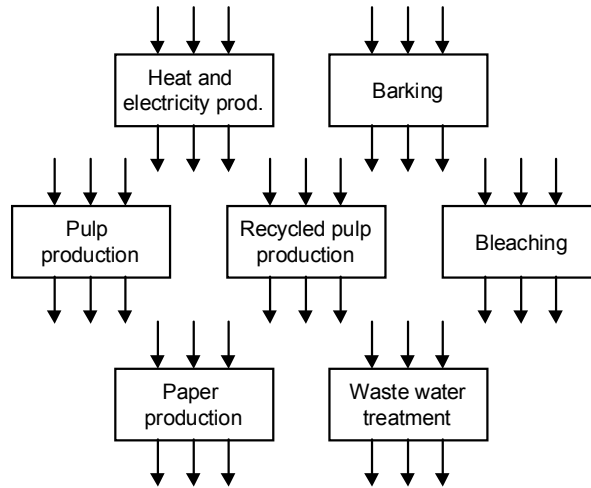 Heat and
electricity prod.
Barking
Pulp
production
Recycled pulp
production
Bleaching
Paper
production
Waste water
treatment